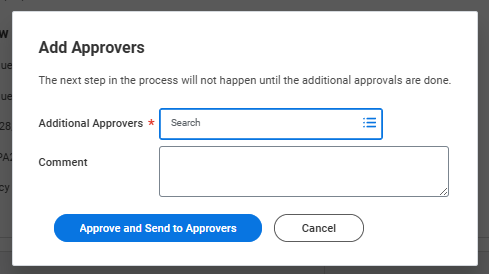 Add Approvers
The next step in the process will not happen until the additional approvals are done.
Additional Approvers * Search
Comment
Approve and Send to Approvers Cancel